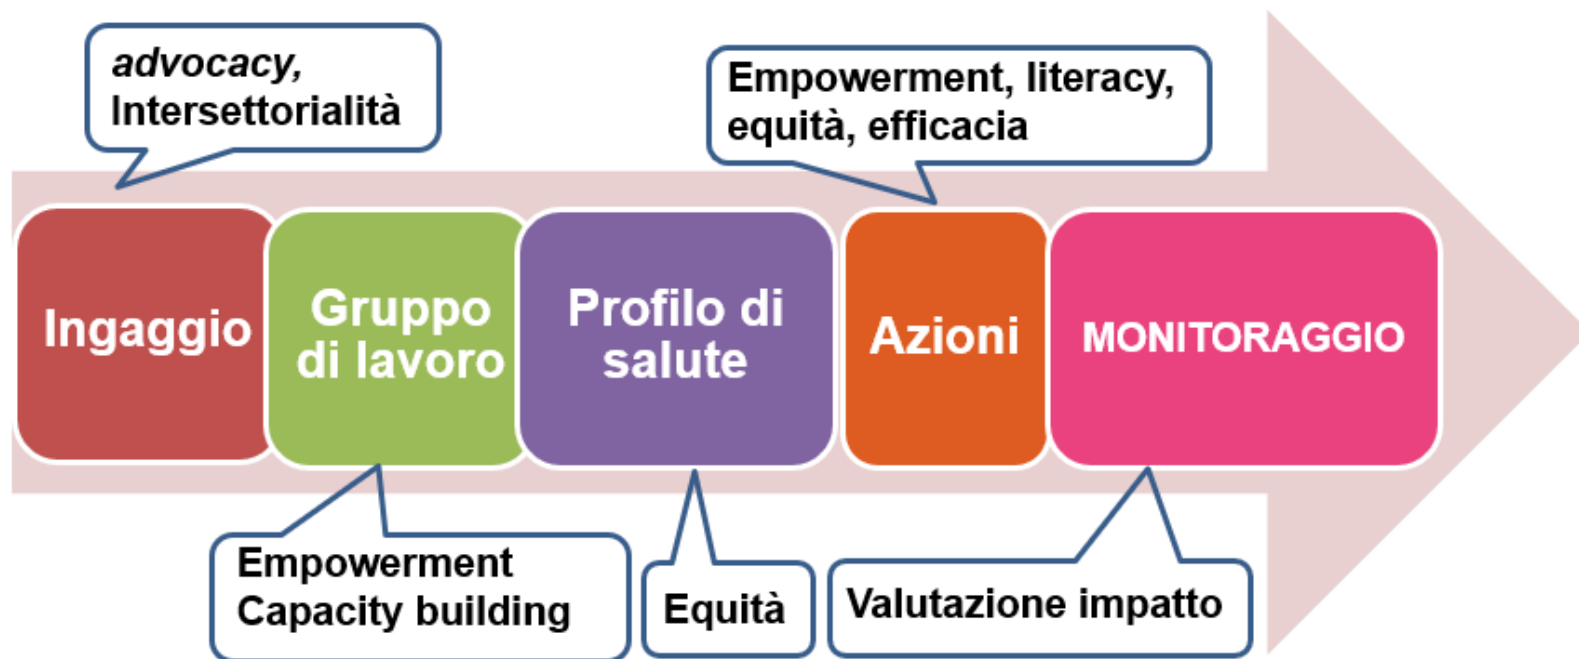 advocacy,
Intersettorialità
Empowerment, literacy,
equità, efficacia
Ingaggio
Gruppo
di lavoro
Profilo di
salute
Azioni
MONITORAGGIO
Empowerment
Capacity building
Equità
Valutazione impatto